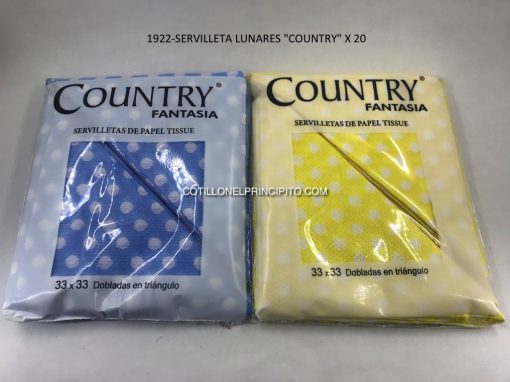 1922-SERVILLETA LUNARES "COUNTRY" X 20
COUNTRY®
FANTASIA
SERVILLETAS DE PAPEL TISSUE
33 x 33 Dobladas en triángulo
COUNTRY®
FANTASIA
SERVILLETAS DE PAPEL TISSUE
33 x 33 Dobladas en triángulo
COTILLONELPRINCIPITO.COM